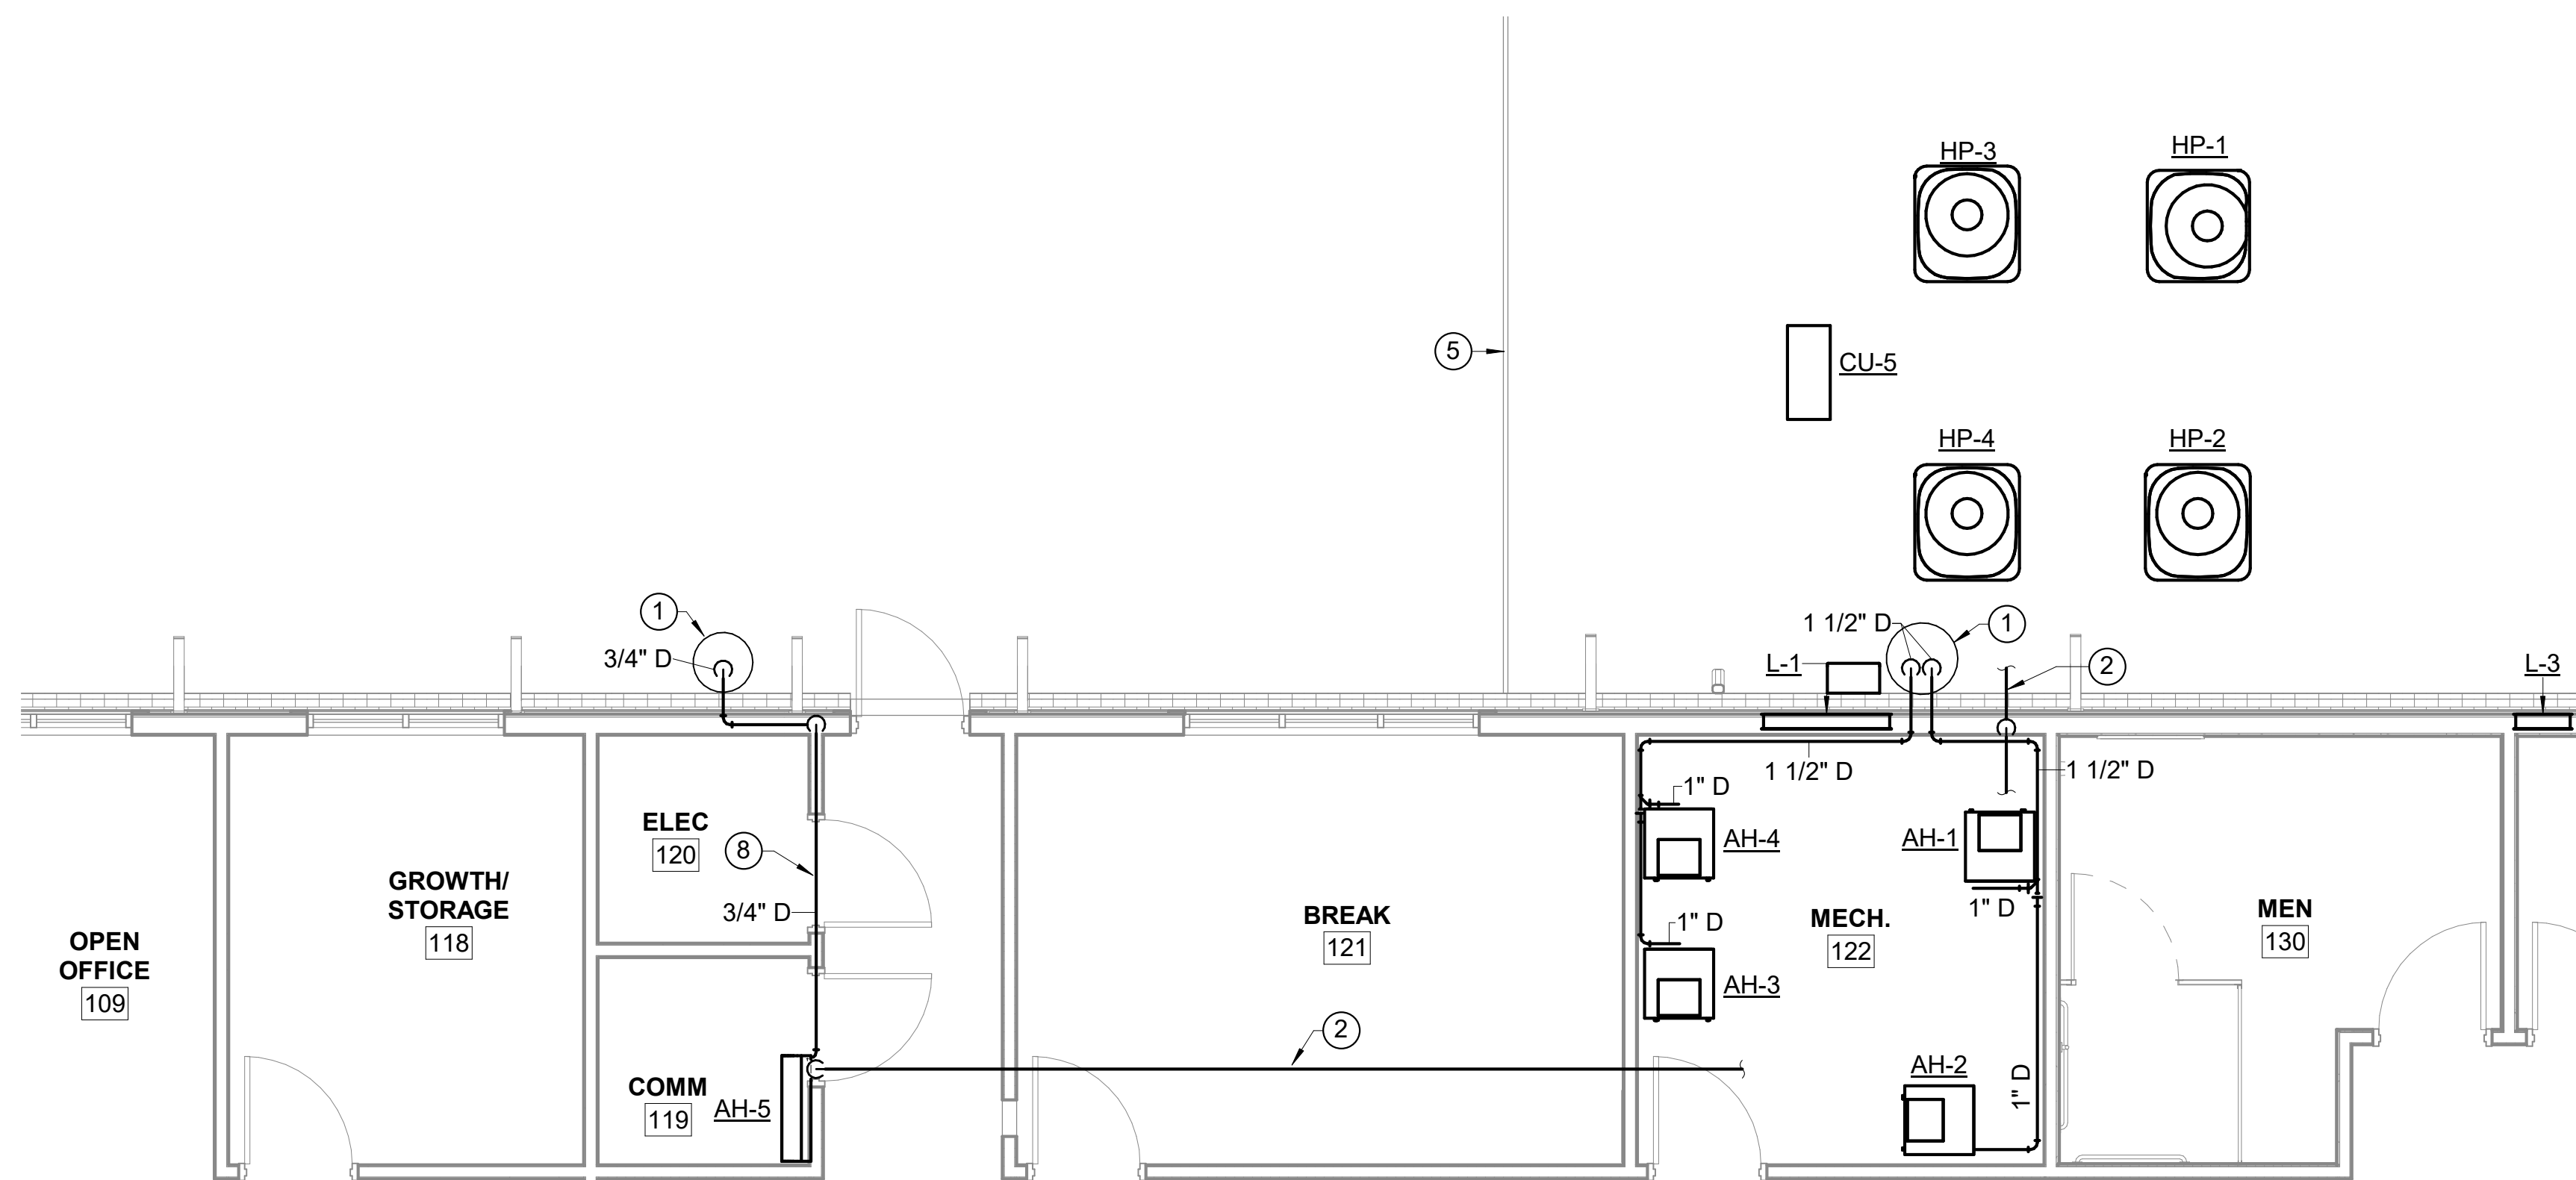 HP-3
HP-1
5
CU-5
HP-4
HP-2
1
3/4" D
1 1/2" D
1
L-1
2
L-3
1 1/2" D
1 1/2" D
1" D
ELEC
120
8
AH-4
AH-1
GROWTH/
STORAGE
118
3/4" D
BREAK
121
1" D
MECH.
122
1" D
MEN
130
OPEN
OFFICE
109
AH-3
2
COMM
119
AH-5
AH-2
1" D